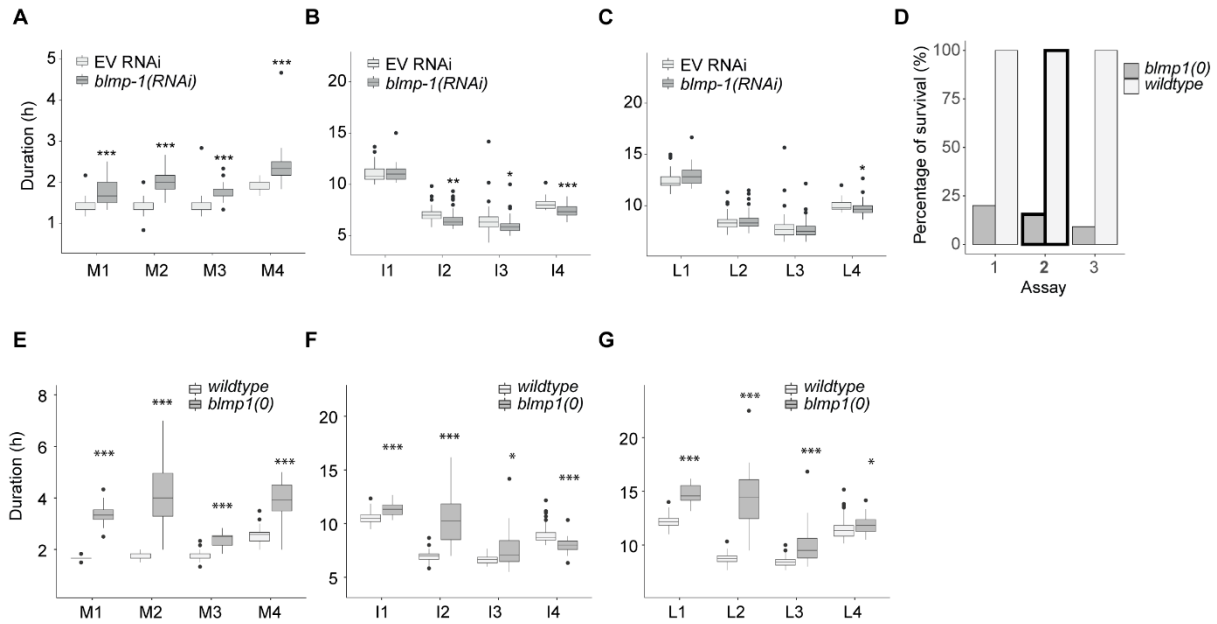 A
Duration (h)
5
4
3
2
1
EV RNAi
blmp-1(RNAi)
***
***
***
***
M1 M2 M3 M4
B
20
15
10
5
EV RNAi
blmp-1(RNAi)
**
*
***
I1 I2 I3 I4
C
20
15
10
EV RNAi
blmp-1(RNAi)
*
L1 L2 L3 L4
D
Percentage of survival (%)
100
75
50
25
0
blmp1(0)
wildtype
1 2 3
Assay
E
Duration (h)
8
6
4
2
wildtype
blmp1(0)
***
***
***
***
M1 M2 M3 M4
F
20
15
10
5
wildtype
blmp1(0)
***
***
*
***
I1 I2 I3 I4
G
20
15
10
wildtype
blmp1(0)
***
***
***
*
L1 L2 L3 L4